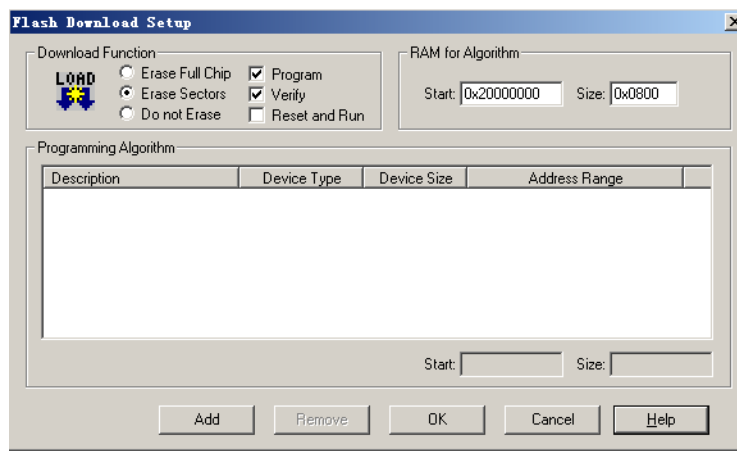 Flash Download Setup
Download Function
LOAD
Erase Full Chip
Program
Erase Sectors
Verify
Do not Erase
Reset and Run
RAM for Algorithm
Start: 0x20000000 Size: 0x0800
Programming Algorithm
Description Device Type Device Size Address Range
Start: Size:
Add Remove OK Cancel Help